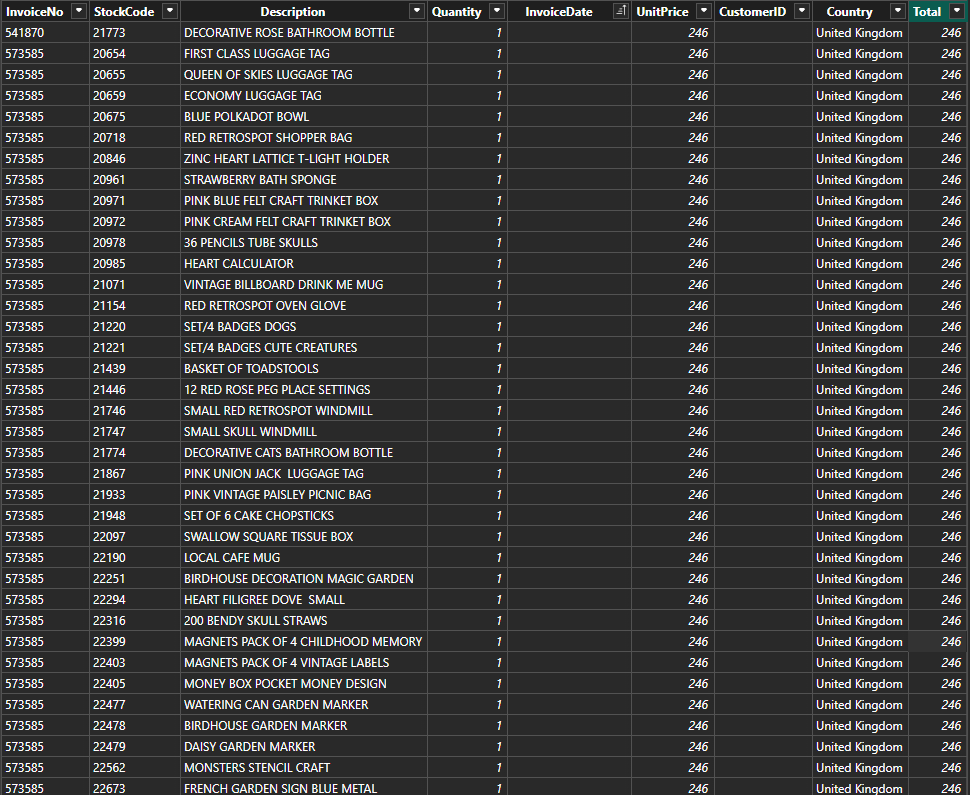 InvoiceNo StockCode Description Quantity InvoiceDate UnitPrice CustomerID Country Total
541870 21773 DECORATIVE ROSE BATHROOM BOTTLE 1 246 United Kingdom 246
573585 20654 FIRST CLASS LUGGAGE TAG 1 246 United Kingdom 246
573585 20655 QUEEN OF SKIES LUGGAGE TAG 1 246 United Kingdom 246
573585 20659 ECONOMY LUGGAGE TAG 1 246 United Kingdom 246
573585 20675 BLUE POLKADOT BOWL 1 246 United Kingdom 246
573585 20718 RED RETROSPOT SHOPPER BAG 1 246 United Kingdom 246
573585 20846 ZINC HEART LATTICE T-LIGHT HOLDER 1 246 United Kingdom 246
573585 20961 STRAWBERRY BATH SPONGE 1 246 United Kingdom 246
573585 20971 PINK BLUE FELT CRAFT TRINKET BOX 1 246 United Kingdom 246
573585 20972 PINK CREAM FELT CRAFT TRINKET BOX 1 246 United Kingdom 246
573585 20978 36 PENCILS TUBE SKULLS 1 246 United Kingdom 246
573585 20985 HEART CALCULATOR 1 246 United Kingdom 246
573585 21071 VINTAGE BILLBOARD DRINK ME MUG 1 246 United Kingdom 246
573585 21154 RED RETROSPOT OVEN GLOVE 1 246 United Kingdom 246
573585 21220 SET/4 BADGES DOGS 1 246 United Kingdom 246
573585 21221 SET/4 BADGES CUTE CREATURES 1 246 United Kingdom 246
573585 21439 BASKET OF TOADSTOOLS 1 246 United Kingdom 246
573585 21446 12 RED ROSE PEG PLACE SETTINGS 1 246 United Kingdom 246
573585 21746 SMALL RED RETROSPOT WINDMILL 1 246 United Kingdom 246
573585 21747 SMALL SKULL WINDMILL 1 246 United Kingdom 246
573585 21774 DECORATIVE CATS BATHROOM BOTTLE 1 246 United Kingdom 246
573585 21867 PINK UNION JACK  LUGGAGE TAG 1 246 United Kingdom 246
573585 21933 PINK VINTAGE PAISLEY PICNIC BAG 1 246 United Kingdom 246
573585 21948 SET OF 6 CAKE CHOPSTICKS 1 246 United Kingdom 246
573585 22097 SWALLOW SQUARE TISSUE BOX 1 246 United Kingdom 246
573585 22190 LOCAL CAFE MUG 1 246 United Kingdom 246
573585 22251 BIRDHOUSE DECORATION MAGIC GARDEN 1 246 United Kingdom 246
573585 22294 HEART FILIGREE DOVE  SMALL 1 246 United Kingdom 246
573585 22316 200 BENDY SKULL STRAWS 1 246 United Kingdom 246
573585 22399 MAGNETS PACK OF 4 CHILDHOOD MEMORY 1 246 United Kingdom 246
573585 22403 MAGNETS PACK OF 4 VINTAGE LABELS 1 246 United Kingdom 246
573585 22405 MONEY BOX POCKET MONEY DESIGN 1 246 United Kingdom 246
573585 22477 WATERING CAN GARDEN MARKER 1 246 United Kingdom 246
573585 22478 BIRDHOUSE GARDEN MARKER 1 246 United Kingdom 246
573585 22479 DAISY GARDEN MARKER 1 246 United Kingdom 246
573585 22562 MONSTERS STENCIL CRAFT 1 246 United Kingdom 246
573585 22673 FRENCH GARDEN SIGN BLUE METAL 1 246 United Kingdom 246